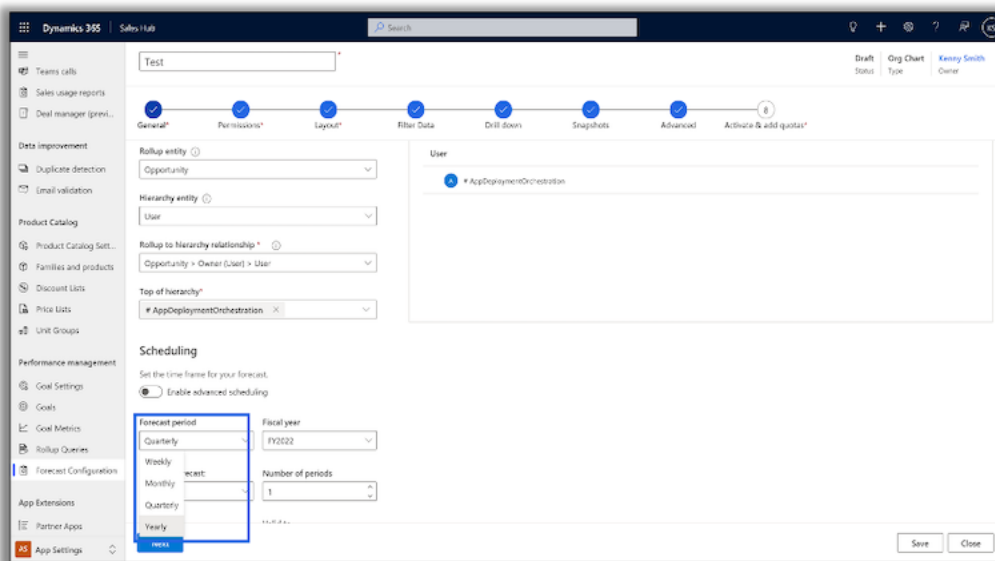 Dynamics 365 Sales Hub Search
Test *
Draft Org Chart Kenny Smith
Status Type Owner
Teams calls
Sales usage reports
Deal manager (previ...
Data improvement
Duplicate detection
Email validation
Product Catalog
Product Catalog Sett...
Families and products
Discount Lists
Price Lists
Unit Groups
Performance management
Goal Settings
Goals
Goal Metrics
Rollup Queries
Forecast Configuration
App Extensions
Partner Apps
AS App Settings
General* Permissions* Layout* Filter Data Drill down Snapshots Advanced 8 Activate & add quotas*
Rollup entity
Opportunity
Hierarchy entity
User
Rollup to hierarchy relationship *
Opportunity > Owner (User) > User
Top of hierarchy*
# AppDeploymentOrchestration ×
User
A # AppDeploymentOrchestration
Scheduling
Set the time frame for your forecast.
Enable advanced scheduling
Forecast period Fiscal year
Quarterly FY2022
Weekly
Monthly
Quarterly
Yearly
Number of periods
1
Save Close